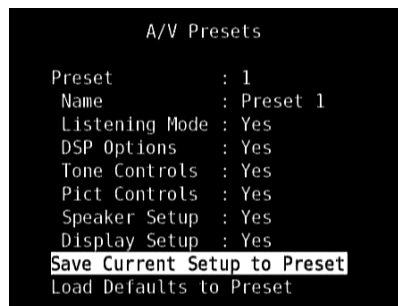 A/V Presets
Preset : 1
Name : Preset 1
Listening Mode : Yes
DSP Options : Yes
Tone Controls : Yes
Pict Controls : Yes
Speaker Setup : Yes
Display Setup : Yes
Save Current Setup to Preset
Load Defaults to Preset